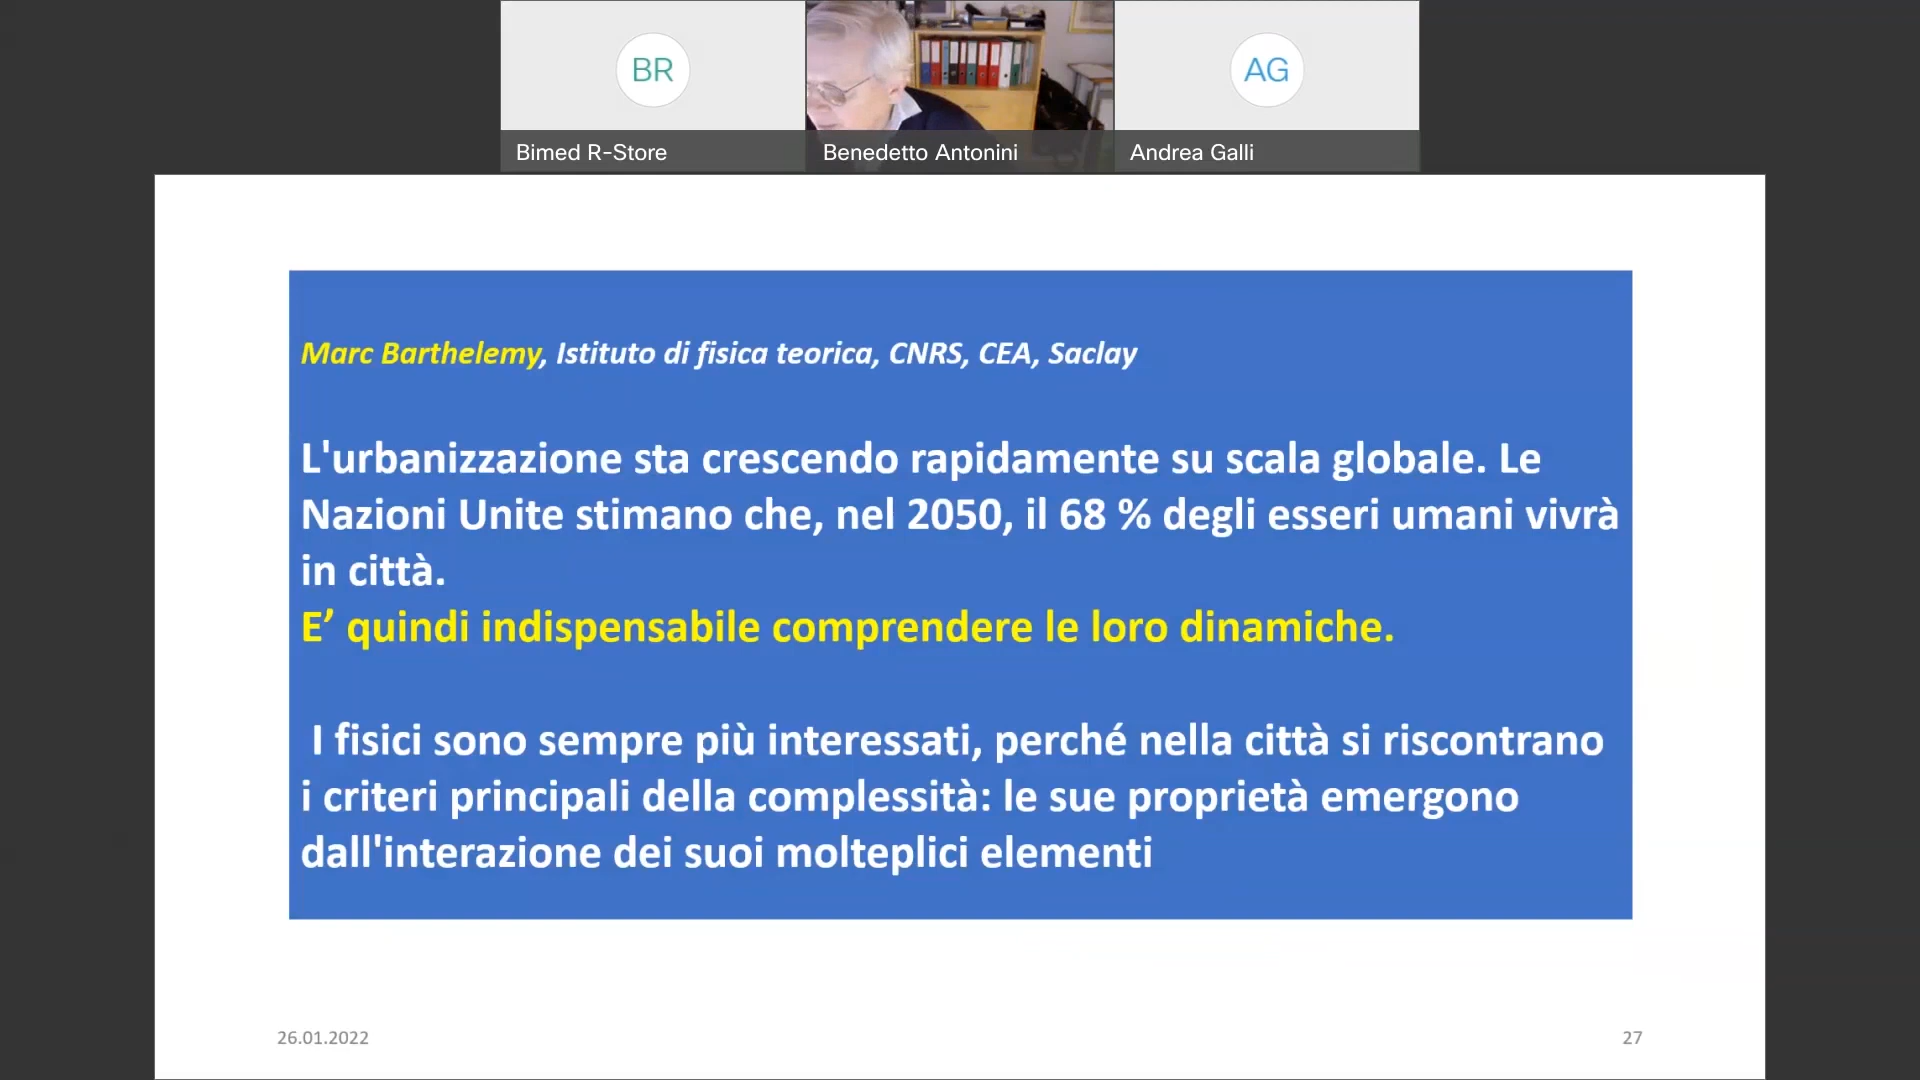 BR
AG
Bimed R-Store
Benedetto Antonini
Andrea Galli
Marc Barthelemy, Istituto di fisica teorica, CNRS, CEA, Saclay
L'urbanizzazione sta crescendo rapidamente su scala globale. Le
Nazioni Unite stimano che, nel 2050, il 68 % degli esseri umani vivrà
in città.
E’ quindi indispensabile comprendere le loro dinamiche.
I fisici sono sempre più interessati, perché nella città si riscontrano
i criteri principali della complessità: le sue proprietà emergono
dall'interazione dei suoi molteplici elementi
26.01.2022
27